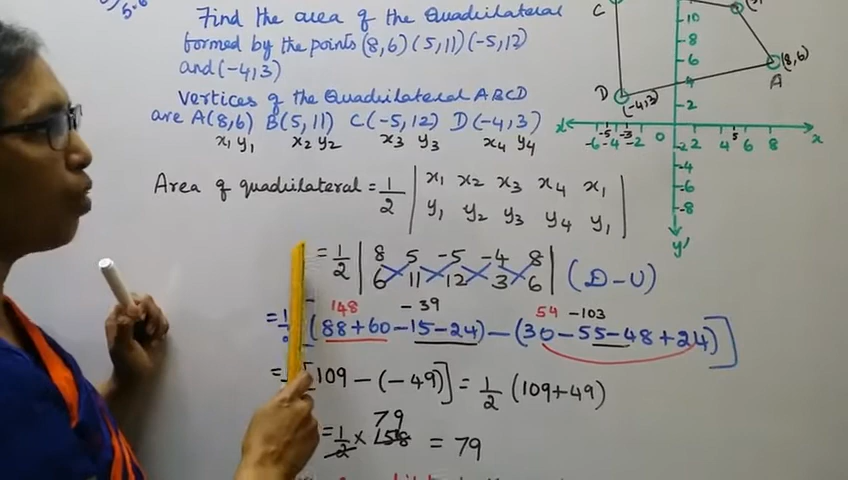 5.6
Find the area of the Quadrilateral
formed by the points (8,6) (5,11) (-5,12)
and (-4,3)
Vertices of the Quadrilateral ABCD
are A(8,6) B(5,11) C(-5,12) D(-4,3)
x₁ y₁ x₂ y₂ x₃ y₃ x₄ y₄
Area of quadrilateral = 1/2 | x₁ x₂ x₃ x₄ x₁
y₁ y₂ y₃ y₄ y₁ |
= 1/2 | 8 5 -5 -4 8
6 11 12 3 6 | (D-U)
148 -39 54 -103
(88+60-15-24) - (30-55-48+24)]
= [109 - (-49)] = 1/2 (109+49)
79
= 1/2 × 158 = 79
C
10
8
6
4
2
A
(8,6)
D
(-4,3)
x'
-6 -5 -4 -3 -2 0 2 4 5 6 8
x
-2
-4
-6
-8
y'